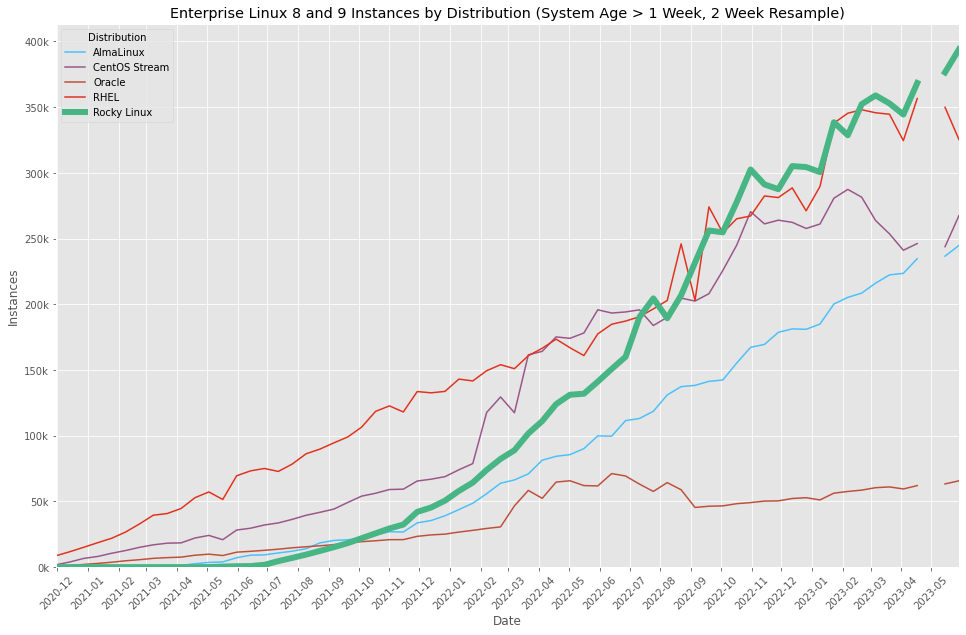 Enterprise Linux 8 and 9 Instances by Distribution (System Age > 1 Week, 2 Week Resample)
Distribution
AlmaLinux
CentOS Stream
Oracle
RHEL
Rocky Linux
400k
350k
300k
250k
200k
150k
100k
50k
0k
Instances
2020-12
2021-01
2021-02
2021-03
2021-04
2021-05
2021-06
2021-07
2021-08
2021-09
2021-10
2021-11
2021-12
2022-01
2022-02
2022-03
2022-04
2022-05
2022-06
2022-07
2022-08
2022-09
2022-10
2022-11
2022-12
2023-01
2023-02
2023-03
2023-04
2023-05
Date